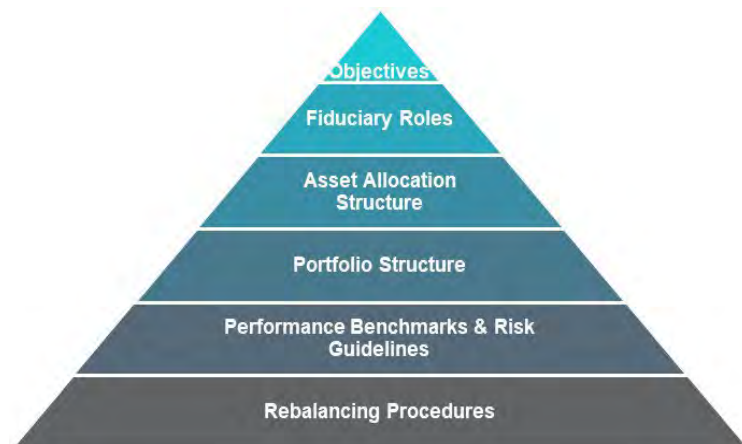 Objectives
Fiduciary Roles
Asset Allocation
Structure
Portfolio Structure
Performance Benchmarks & Risk
Guidelines
Rebalancing Procedures